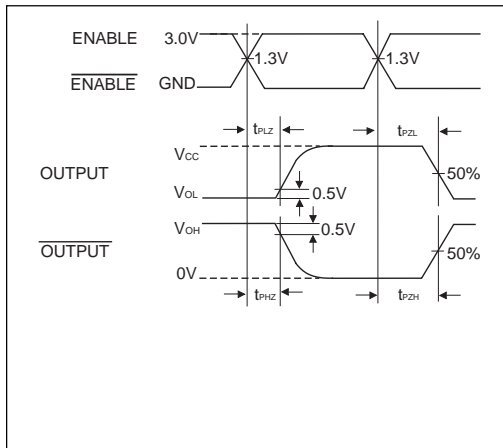 ENABLE 3.0V
1.3V 1.3V
ENABLE GND
tPLZ tPZL
VCC
OUTPUT 50%
VOL 0.5V
VOH 0.5V
OUTPUT 50%
0V
tPHZ tPZH